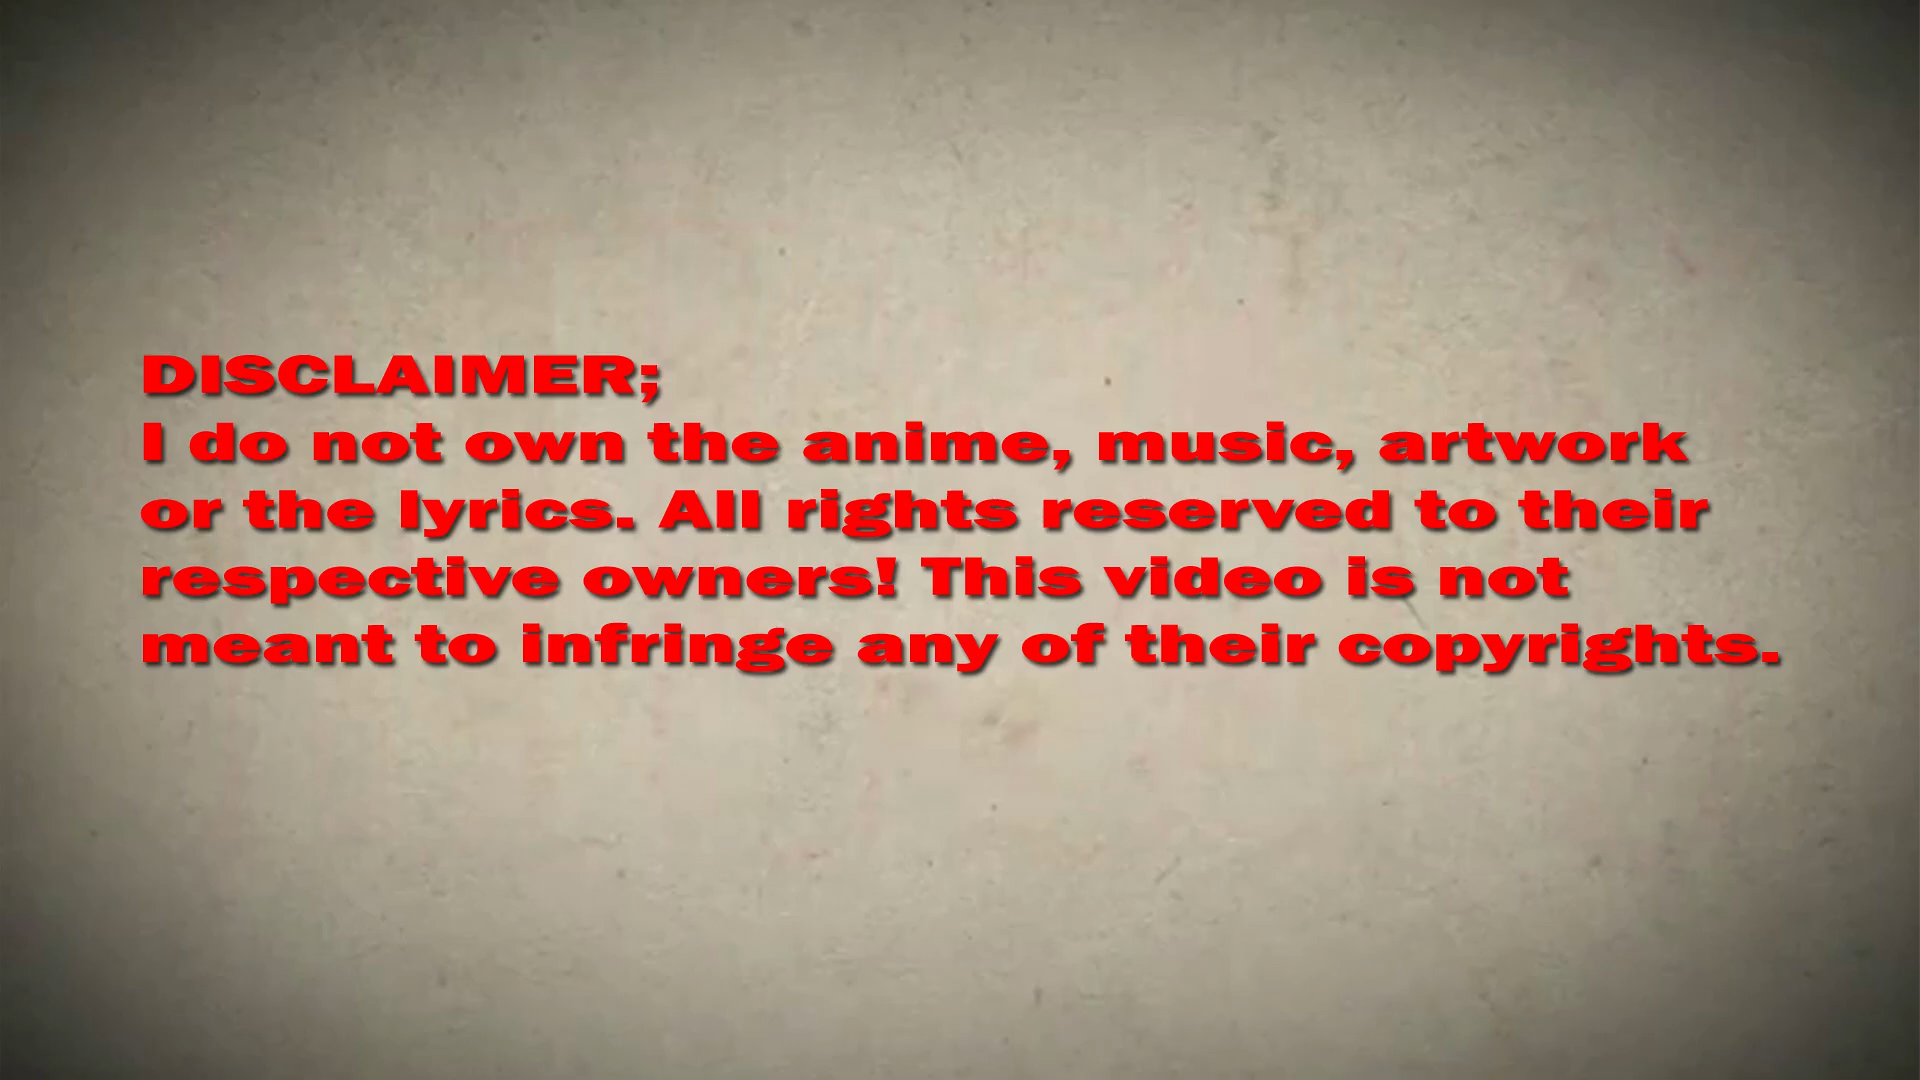 DISCLAIMER;
I do not own the anime, music, artwork
or the lyrics. All rights reserved to their
respective owners! This video is not
meant to infringe any of their copyrights.